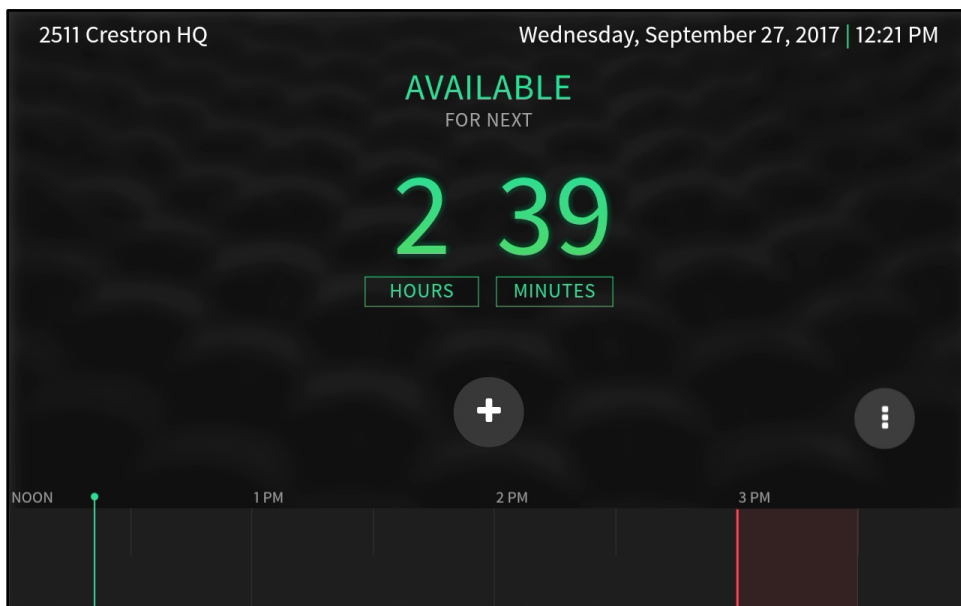 2511 Crestron HQ
Wednesday, September 27, 2017 | 12:21 PM
AVAILABLE
FOR NEXT
2 39
HOURS MINUTES
NOON 1 PM 2 PM 3 PM